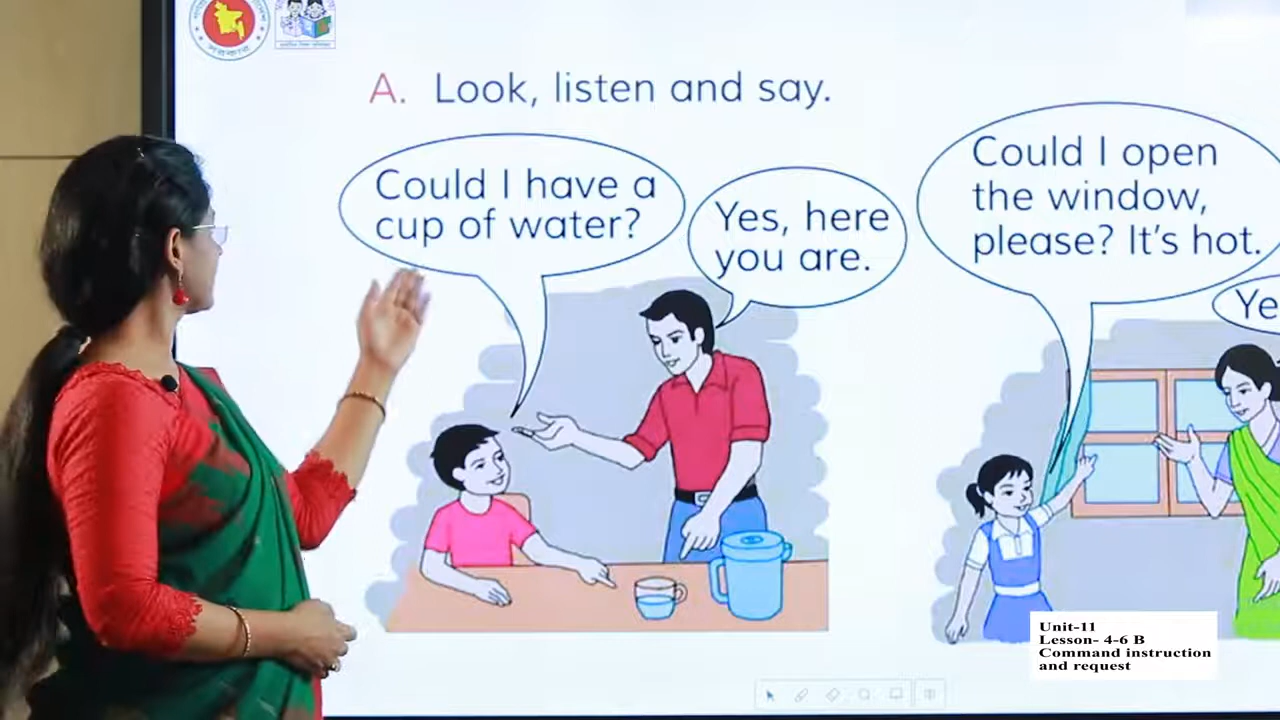 A. Look, listen and say.
Could I have a
cup of water?
Yes, here
you are.
Could I open
the window,
please? It's hot.
Ye
Unit-11
Lesson- 4-6 B
Command instruction
and request